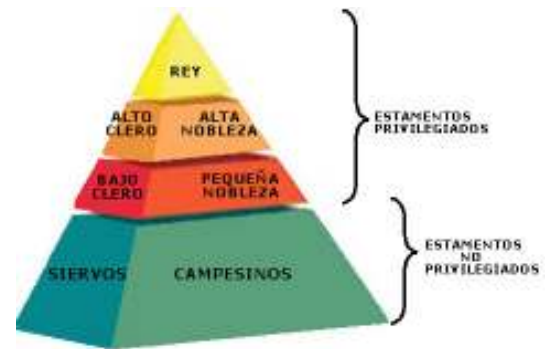 REY
ALTO CLERO
ALTA NOBLEZA
ESTAMENTOS PRIVILEGIADOS
BAJO CLERO
PEQUEÑA NOBLEZA
SIERVOS
CAMPESINOS
ESTAMENTOS NO PRIVILEGIADOS